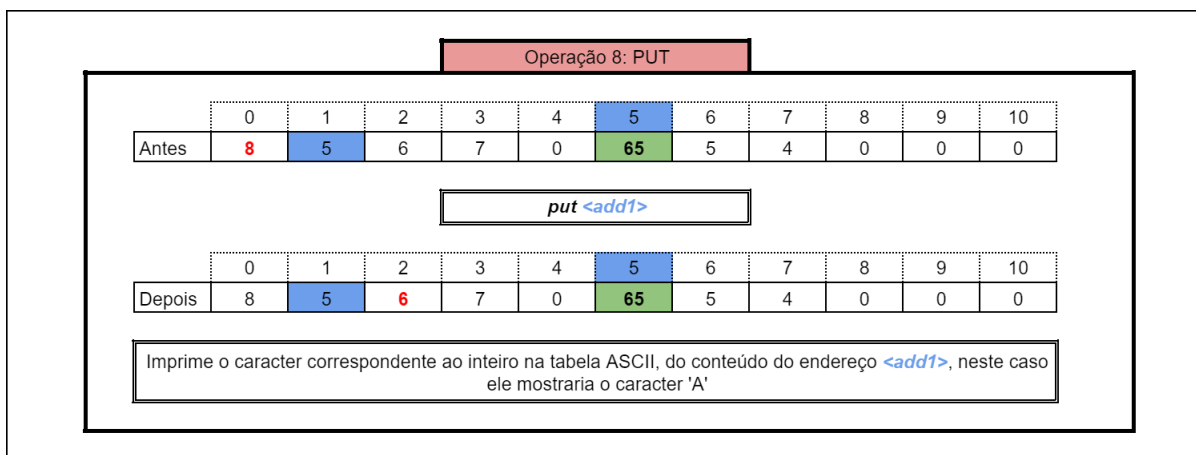 Operação 8: PUT
0 1 2 3 4 5 6 7 8 9 10
Antes 8 5 6 7 0 65 5 4 0 0 0
put <add1>
0 1 2 3 4 5 6 7 8 9 10
Depois 8 5 6 7 0 65 5 4 0 0 0
Imprime o caracter correspondente ao inteiro na tabela ASCII, do conteúdo do endereço <add1>, neste caso
ele mostraria o caracter 'A'